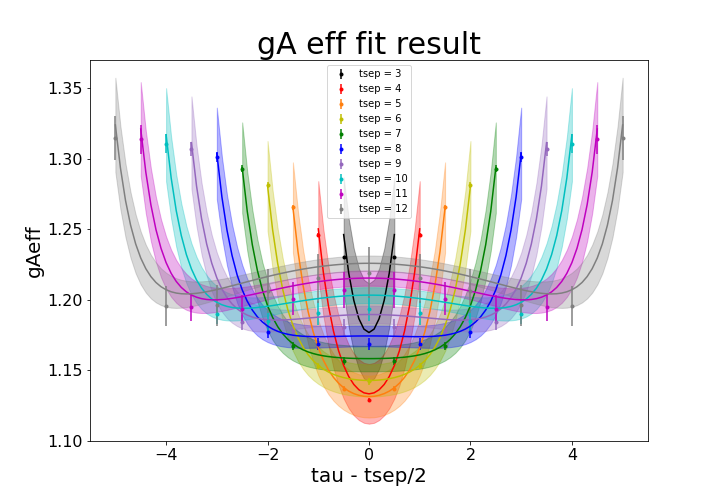 gA eff fit result
tsep = 3
tsep = 4
tsep = 5
tsep = 6
tsep = 7
tsep = 8
tsep = 9
tsep = 10
tsep = 11
tsep = 12
gAeff
1.35
1.30
1.25
1.20
1.15
1.10
−4
−2
0
2
4
tau - tsep/2